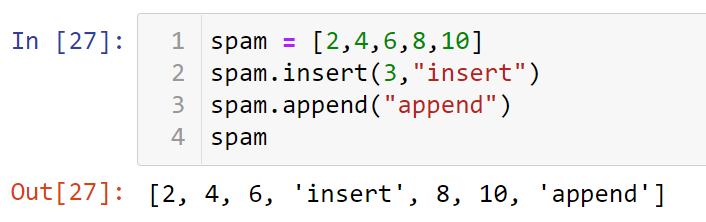 In [27]:
1 spam = [2,4,6,8,10]
2 spam.insert(3,"insert")
3 spam.append("append")
4 spam
Out[27]: [2, 4, 6, 'insert', 8, 10, 'append']